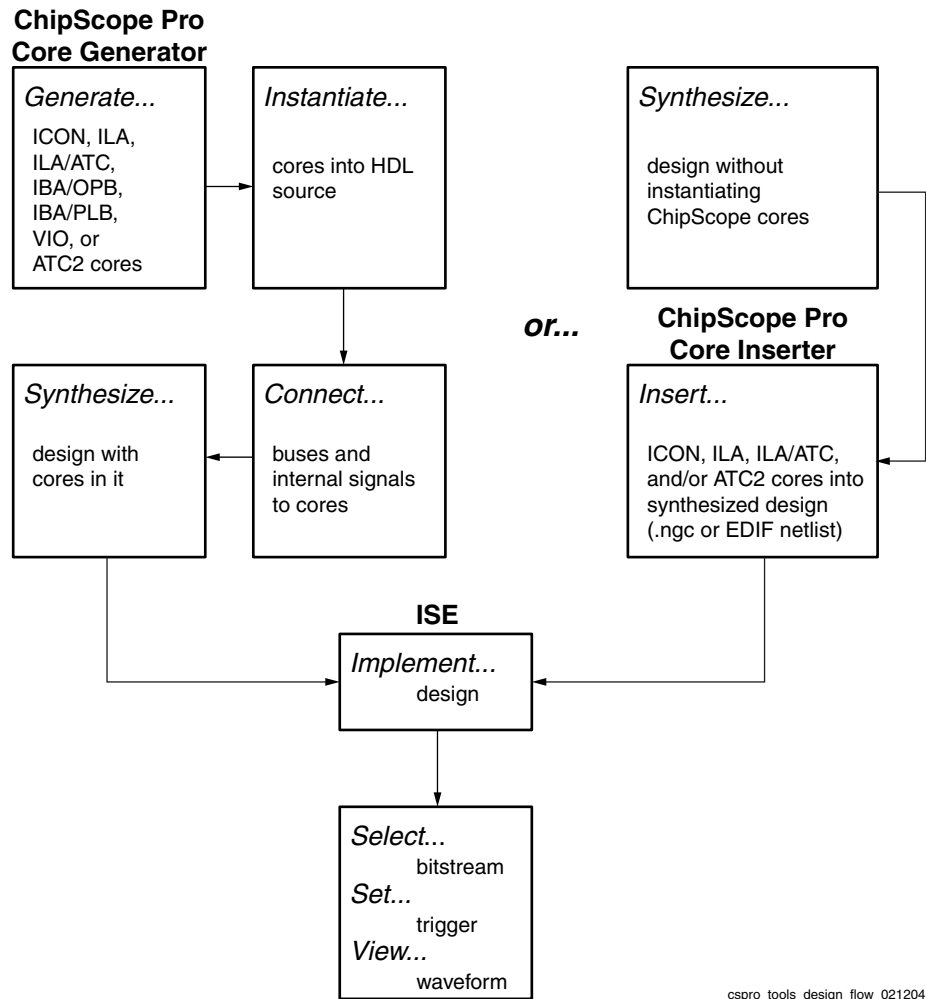 ChipScope Pro
Core Generator
Generate...
ICON, ILA,
ILA/ATC,
IBA/OPB,
IBA/PLB,
VIO, or
ATC2 cores
Instantiate...
cores into HDL
source
Synthesize...
design with
cores in it
Connect...
buses and
internal signals
to cores
or...
Synthesize...
design without
instantiating
ChipScope cores
ChipScope Pro
Core Inserter
Insert...
ICON, ILA, ILA/ATC,
and/or ATC2 cores into
synthesized design
(.ngc or EDIF netlist)
ISE
Implement...
design
Select...
bitstream
Set...
trigger
View...
waveform
cspro_tools_design_flow_021204